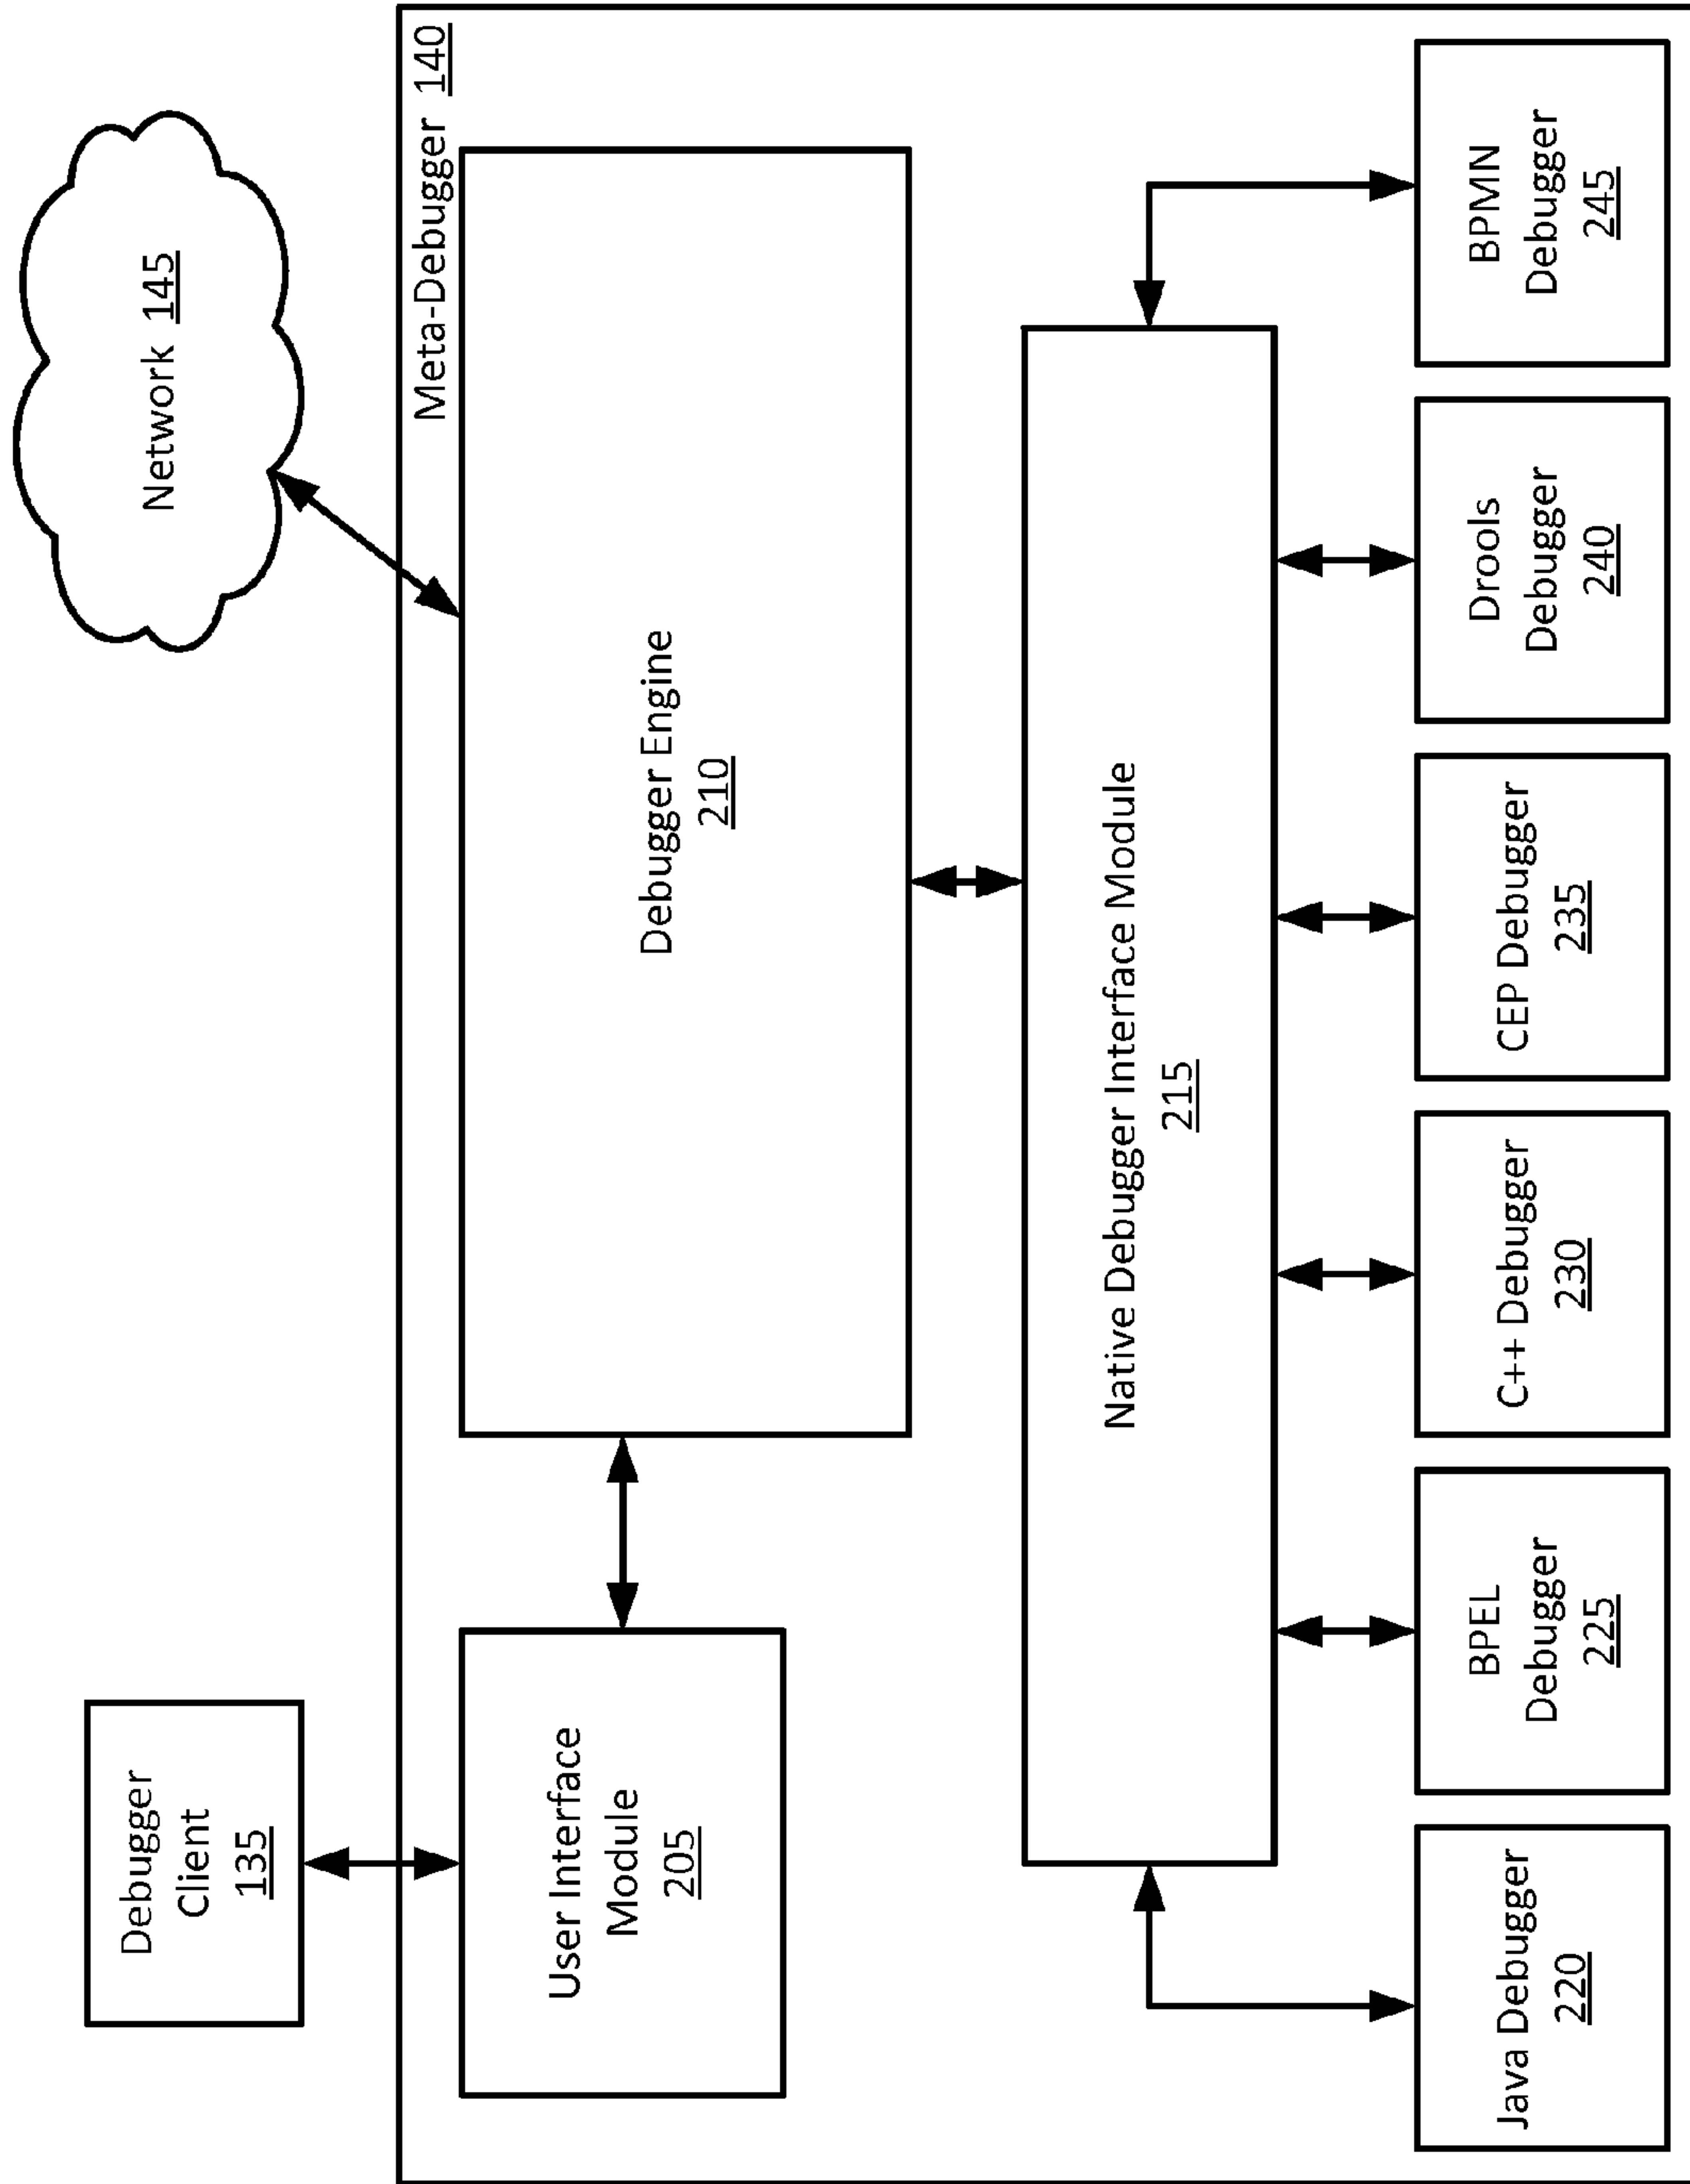 Debugger
Client
135
Network 145
Meta-Debugger 140
User Interface
Module
205
Debugger Engine
210
Native Debugger Interface Module
215
Java Debugger
220
BPEL
Debugger
225
C++ Debugger
230
CEP Debugger
235
Drools
Debugger
240
BPMN
Debugger
245